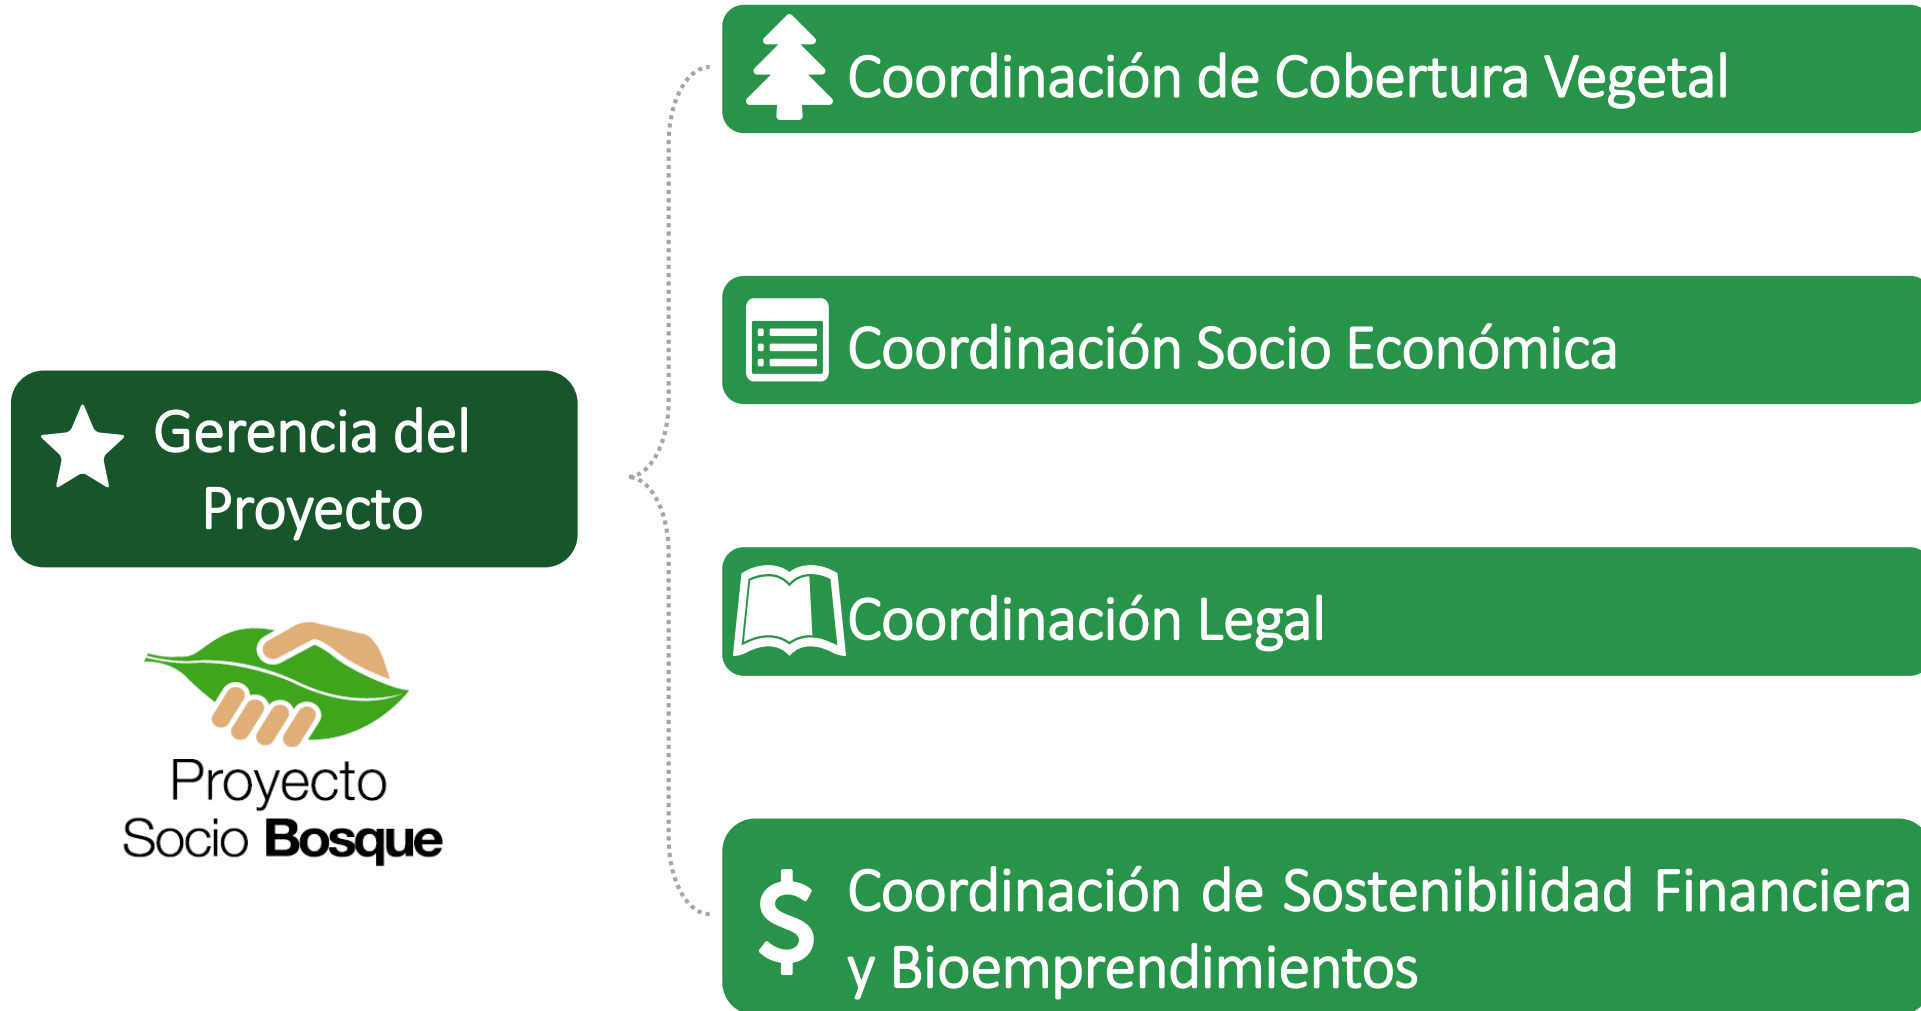 Gerencia del
Proyecto
Proyecto
Socio Bosque
Coordinación de Cobertura Vegetal
Coordinación Socio Económica
Coordinación Legal
Coordinación de Sostenibilidad Financiera
y Bioemprendimientos